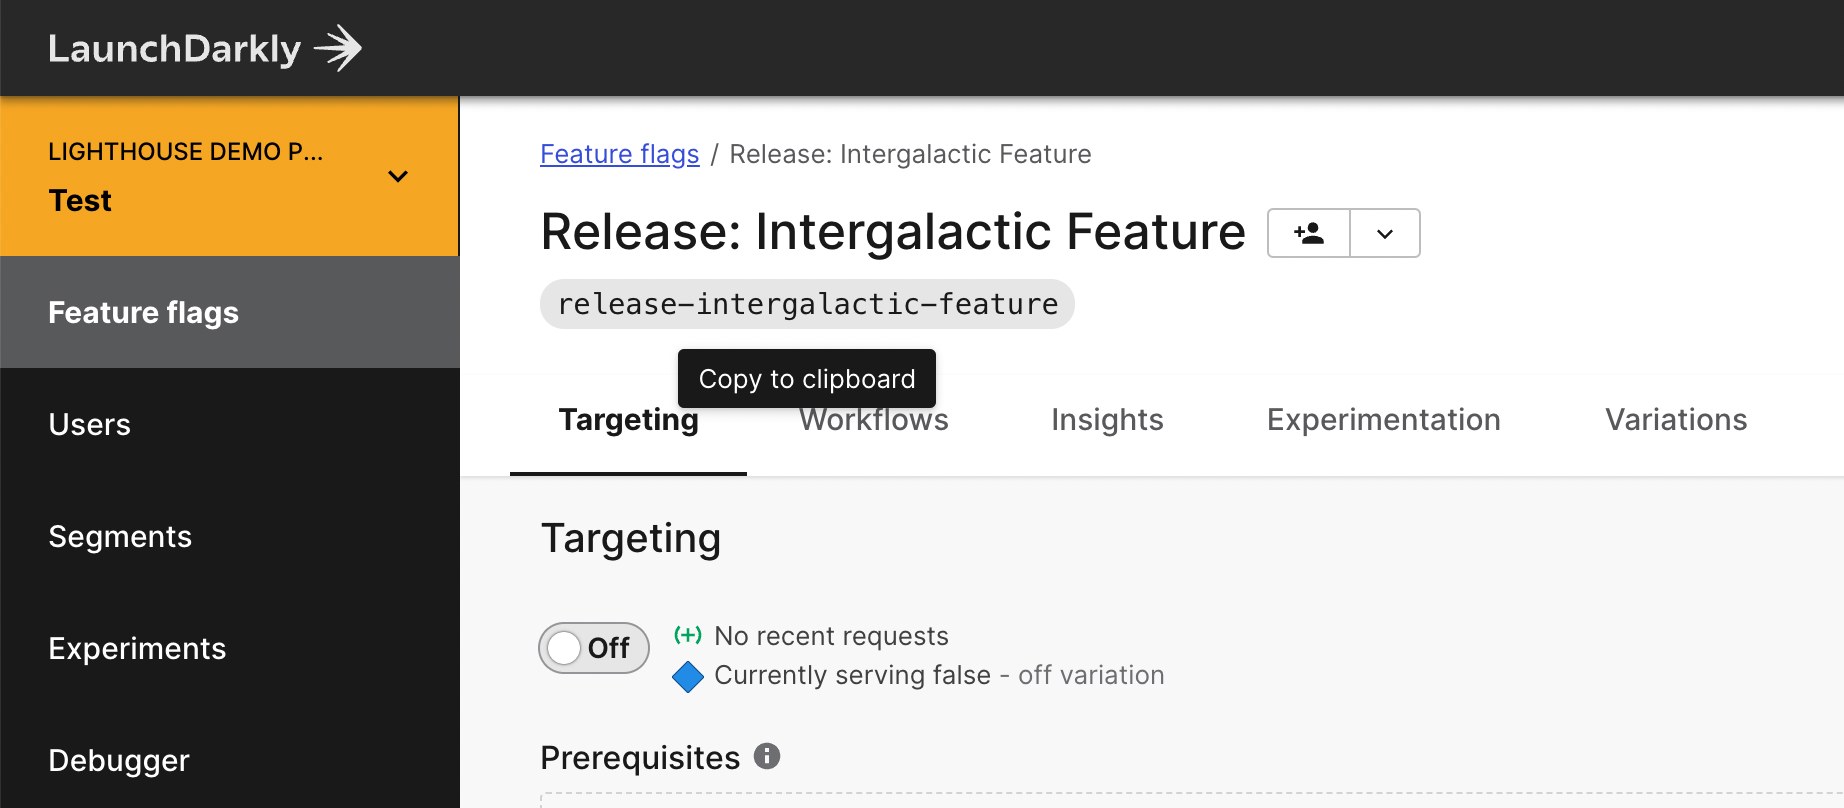 LaunchDarkly
LIGHTHOUSE DEMO P...
Test
Feature flags
Users
Segments
Experiments
Debugger
Feature flags / Release: Intergalactic Feature
Release: Intergalactic Feature
release-intergalactic-feature
Copy to clipboard
Targeting Workflows Insights Experimentation Variations
Targeting
Off
(+) No recent requests
Currently serving false - off variation
Prerequisites